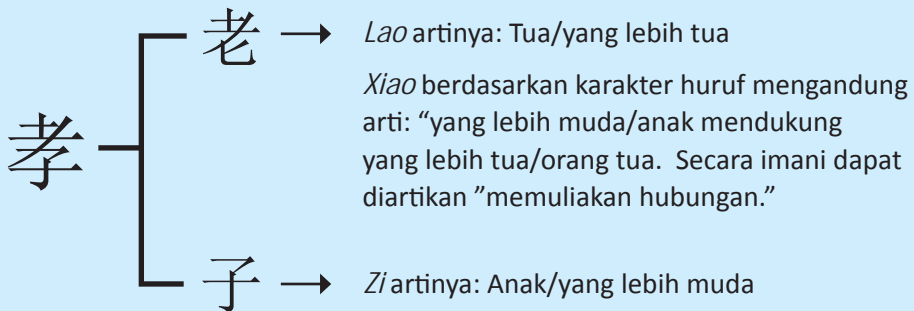 老 → Lao artinya: Tua/yang lebih tua
孝
Xiao berdasarkan karakter huruf mengandung
arti: “yang lebih muda/anak mendukung
yang lebih tua/orang tua.  Secara imani dapat
diartikan ”memuliakan hubungan.”
子 → Zi artinya: Anak/yang lebih muda